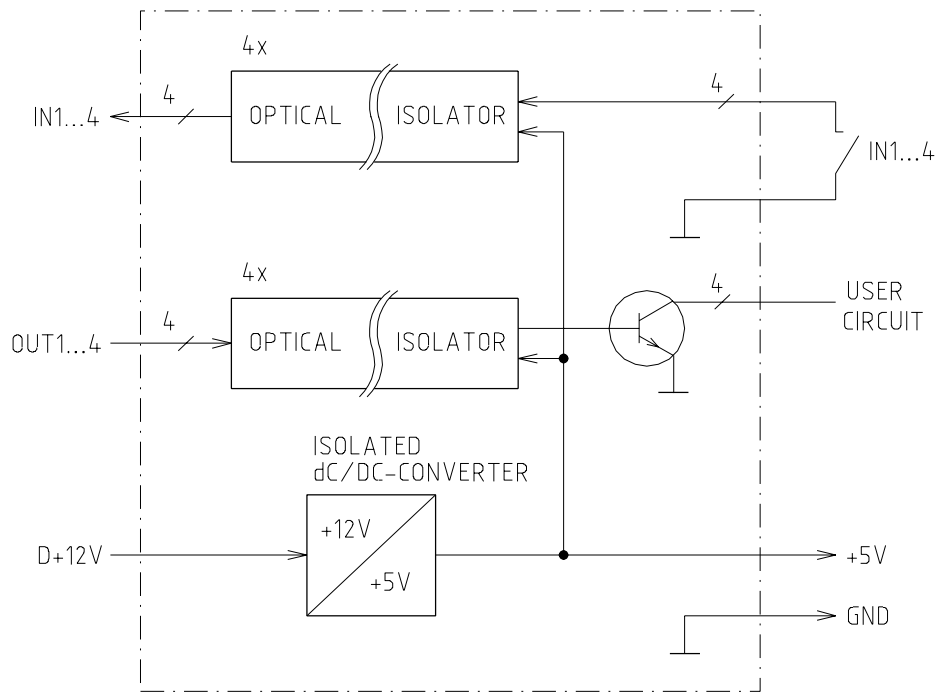 4x
4
4
IN1...4
OPTICAL ISOLATOR
IN1...4
4x
4
USER
CIRCUIT
4
OUT1...4
OPTICAL ISOLATOR
ISOLATED
dC/DC-CONVERTER
+12V
D+12V
+5V
+5V
GND